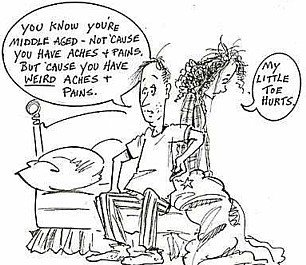 YOU KNOW YOU'RE
MIDDLE AGED - NOT 'CAUSE
YOU HAVE ACHES + PAINS,
BUT 'CAUSE YOU HAVE
WEIRD ACHES +
PAINS.
MY
LITTLE
TOE
HURTS.